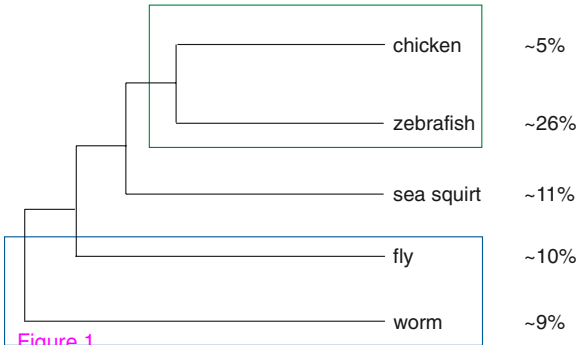 chicken ~5%
zebrafish ~26%
sea squirt ~11%
fly ~10%
worm ~9%
Figure 1